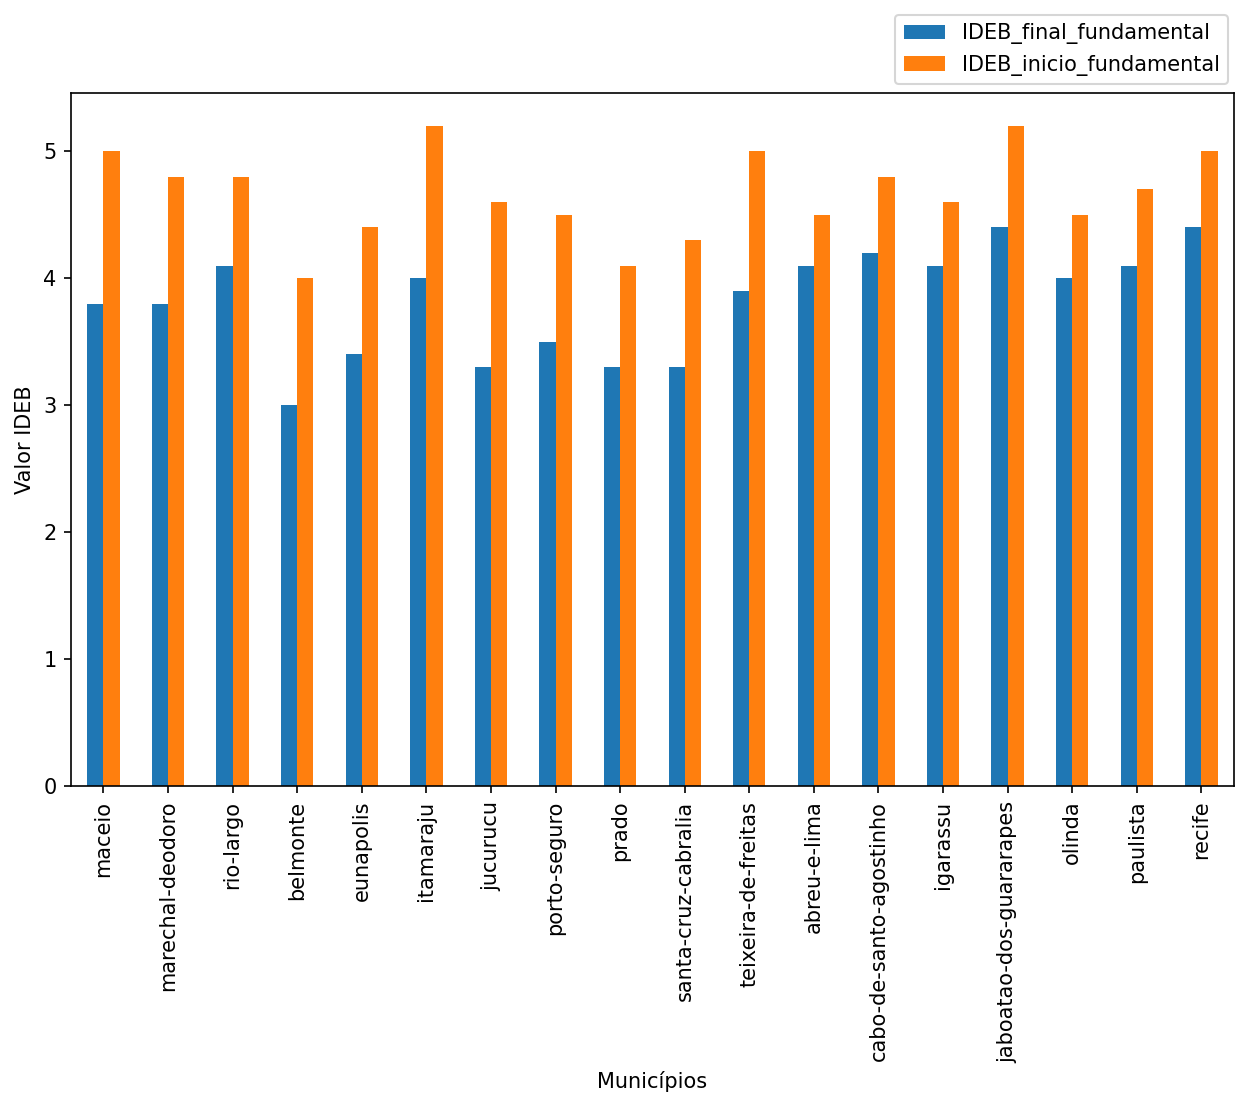 IDEB_final_fundamental
IDEB_inicio_fundamental
Valor IDEB
5
4
3
2
1
0
maceio
marechal-deodoro
rio-largo
belmonte
eunapolis
itamaraju
jucurucu
porto-seguro
prado
santa-cruz-cabralia
teixeira-de-freitas
abreu-e-lima
cabo-de-santo-agostinho
igarassu
jaboatao-dos-guararapes
olinda
paulista
recife
Municípios